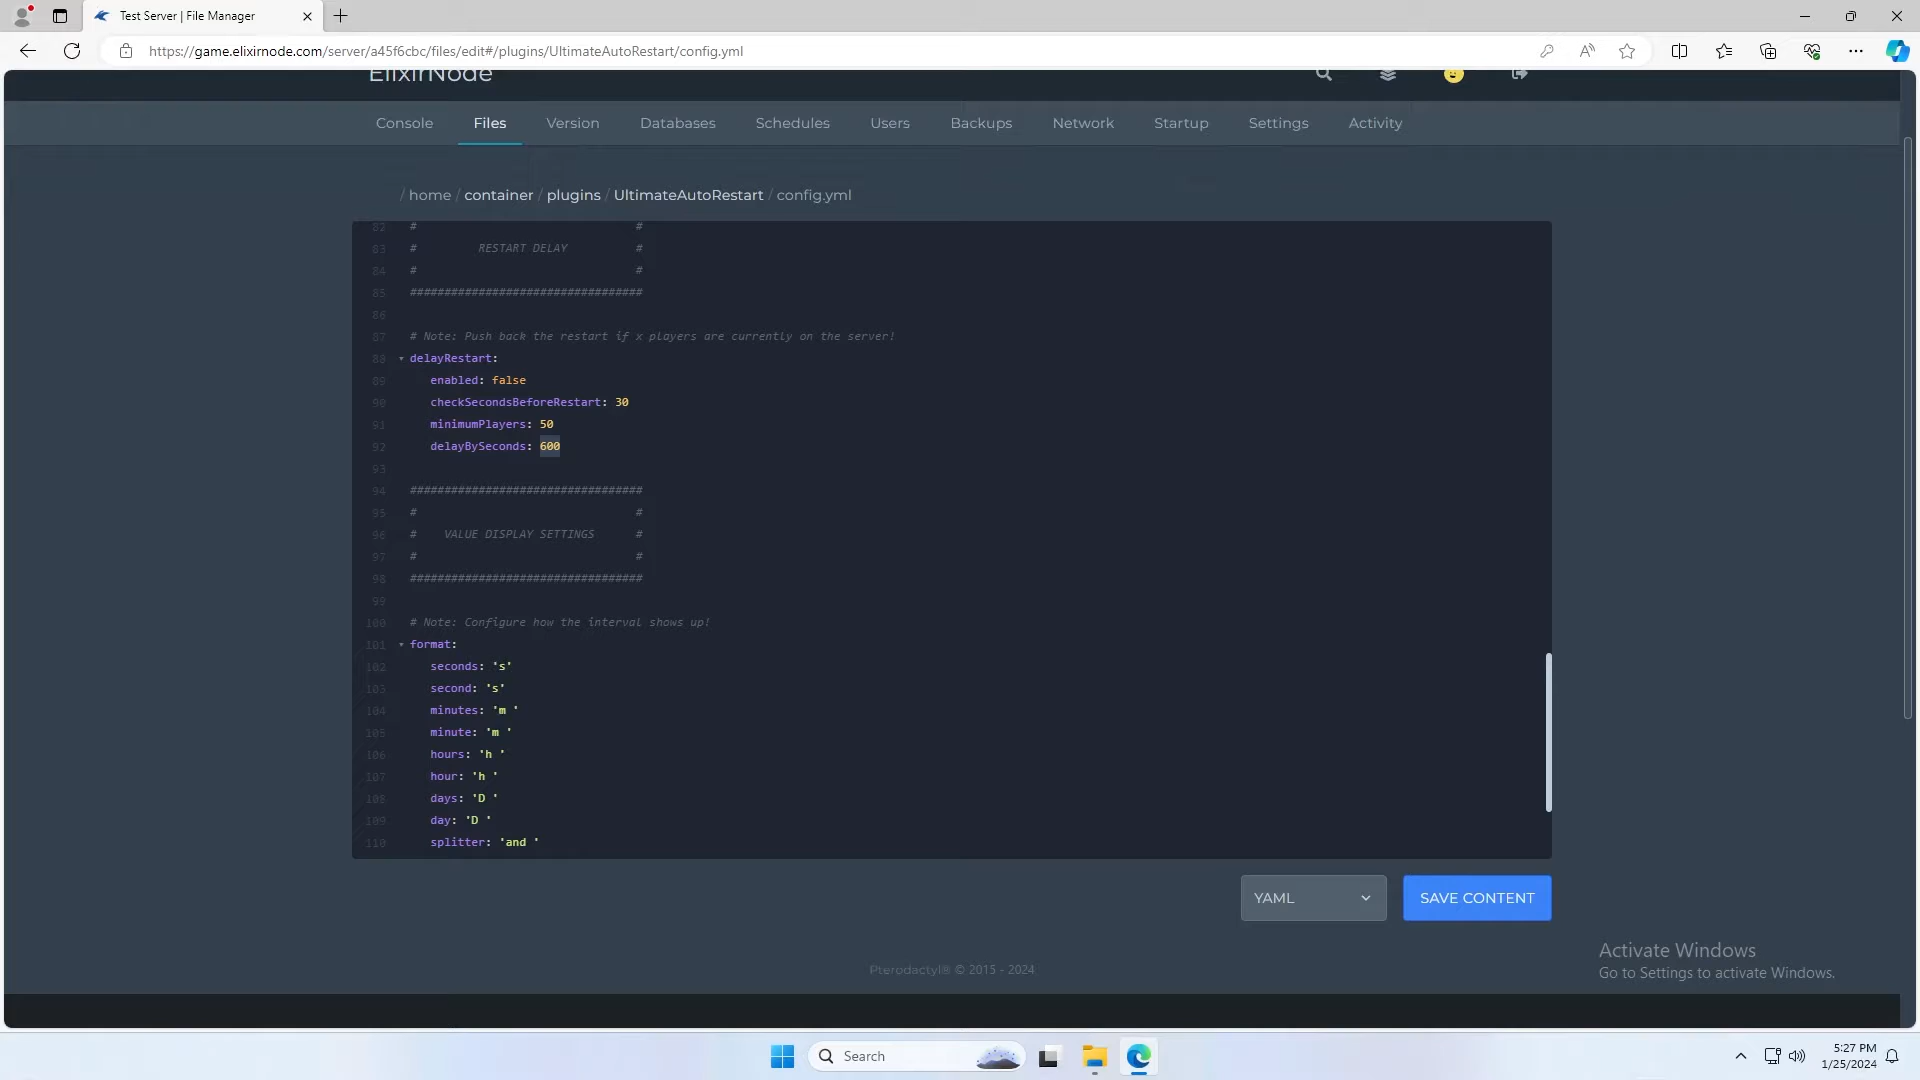 Test Server | File Manager
https://game.elixirnode.com/server/a45f6cbc/files/edit#/plugins/UltimateAutoRestart/config.yml
ElixirNode
Console Files Version Databases Schedules Users Backups Network Startup Settings Activity
/ home / container / plugins / UltimateAutoRestart / config.yml
82 # #
83 # RESTART DELAY #
84 # #
85 ##################################
86
87 # Note: Push back the restart if x players are currently on the server!
88 delayRestart:
89 enabled: false
90 checkSecondsBeforeRestart: 30
91 minimumPlayers: 50
92 delayBySeconds: 600
93
94 ##################################
95 # #
96 # VALUE DISPLAY SETTINGS #
97 # #
98 ##################################
99
100 # Note: Configure how the interval shows up!
101 format:
102 seconds: 's'
103 second: 's'
104 minutes: 'm '
105 minute: 'm '
106 hours: 'h '
107 hour: 'h '
108 days: 'D '
109 day: 'D '
110 splitter: 'and '
YAML SAVE CONTENT
Pterodactyl® © 2015 - 2024
Activate Windows
Go to Settings to activate Windows.
Search
5:27 PM
1/25/2024